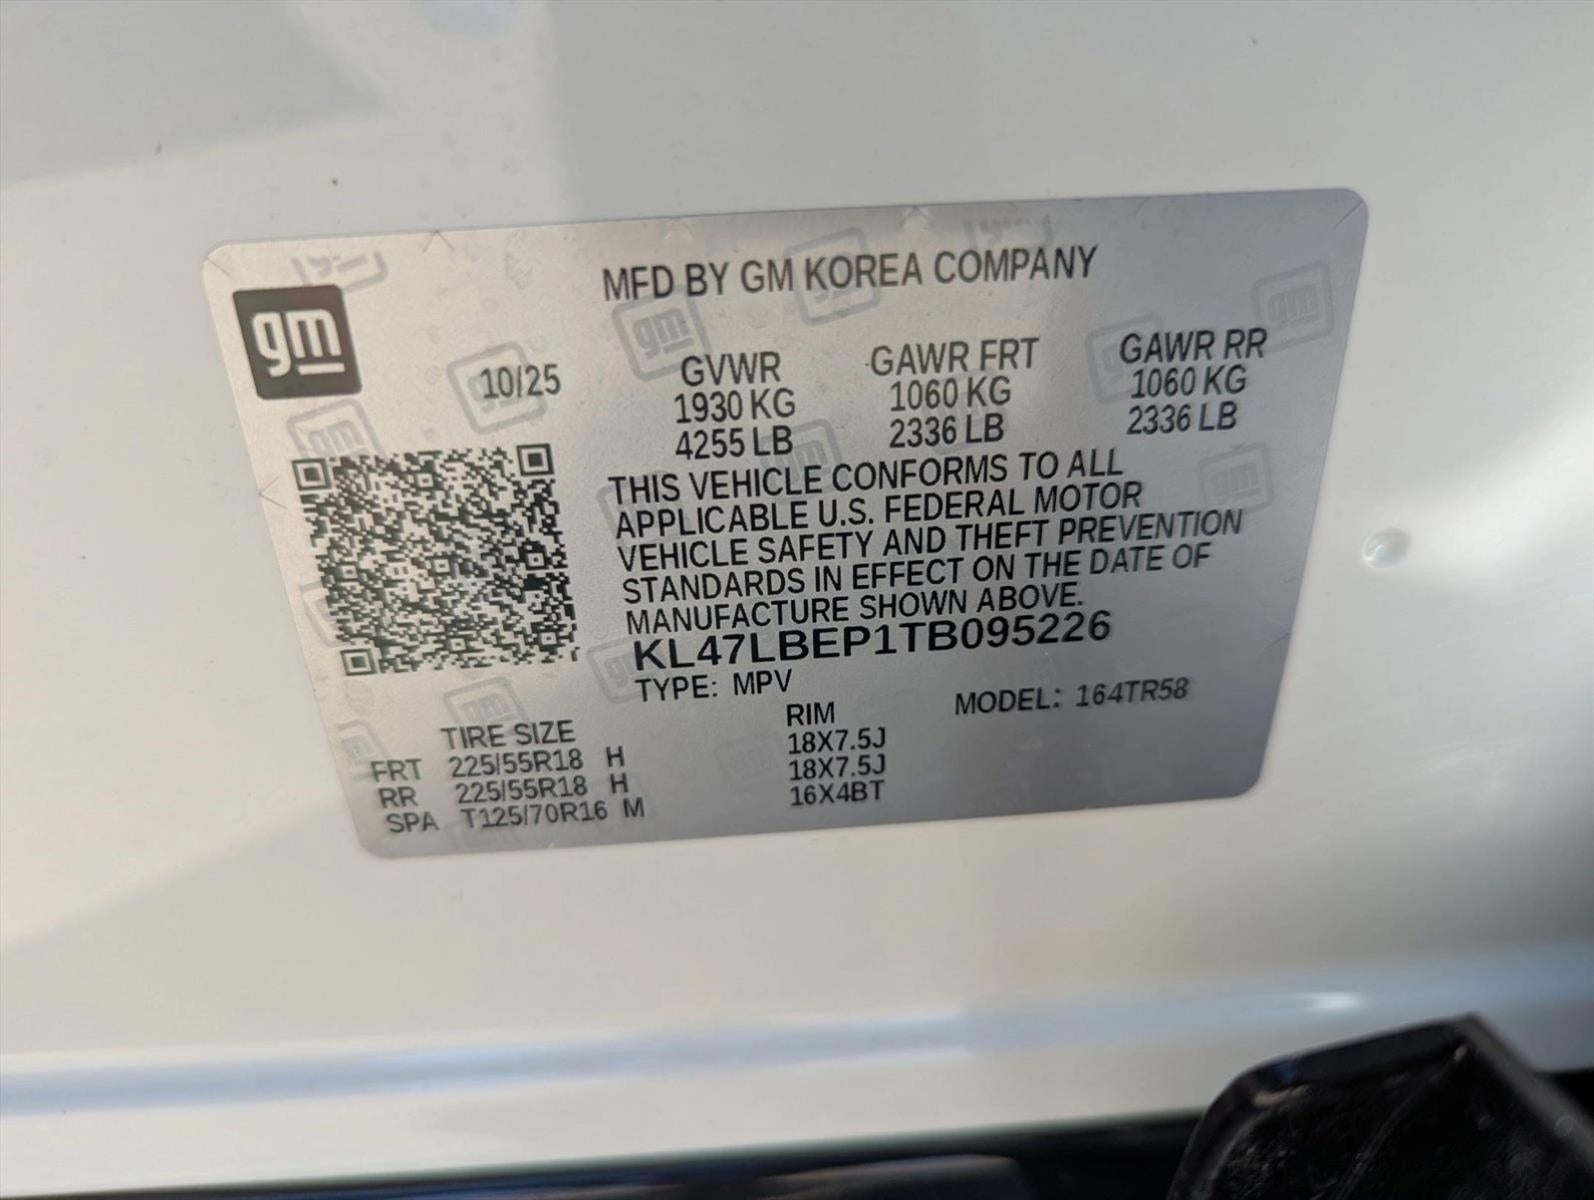 MFD BY GM KOREA COMPANY
gm
10/25
GVWR GAWR FRT GAWR RR
1930 KG 1060 KG 1060 KG
4255 LB 2336 LB 2336 LB
THIS VEHICLE CONFORMS TO ALL
APPLICABLE U.S. FEDERAL MOTOR
VEHICLE SAFETY AND THEFT PREVENTION
STANDARDS IN EFFECT ON THE DATE OF
MANUFACTURE SHOWN ABOVE.
KL47LBEP1TB095226
TYPE: MPV
MODEL: 164TR58
TIRE SIZE RIM
FRT 225/55R18 H 18X7.5J
RR 225/55R18 H 18X7.5J
SPA T125/70R16 M 16X4BT